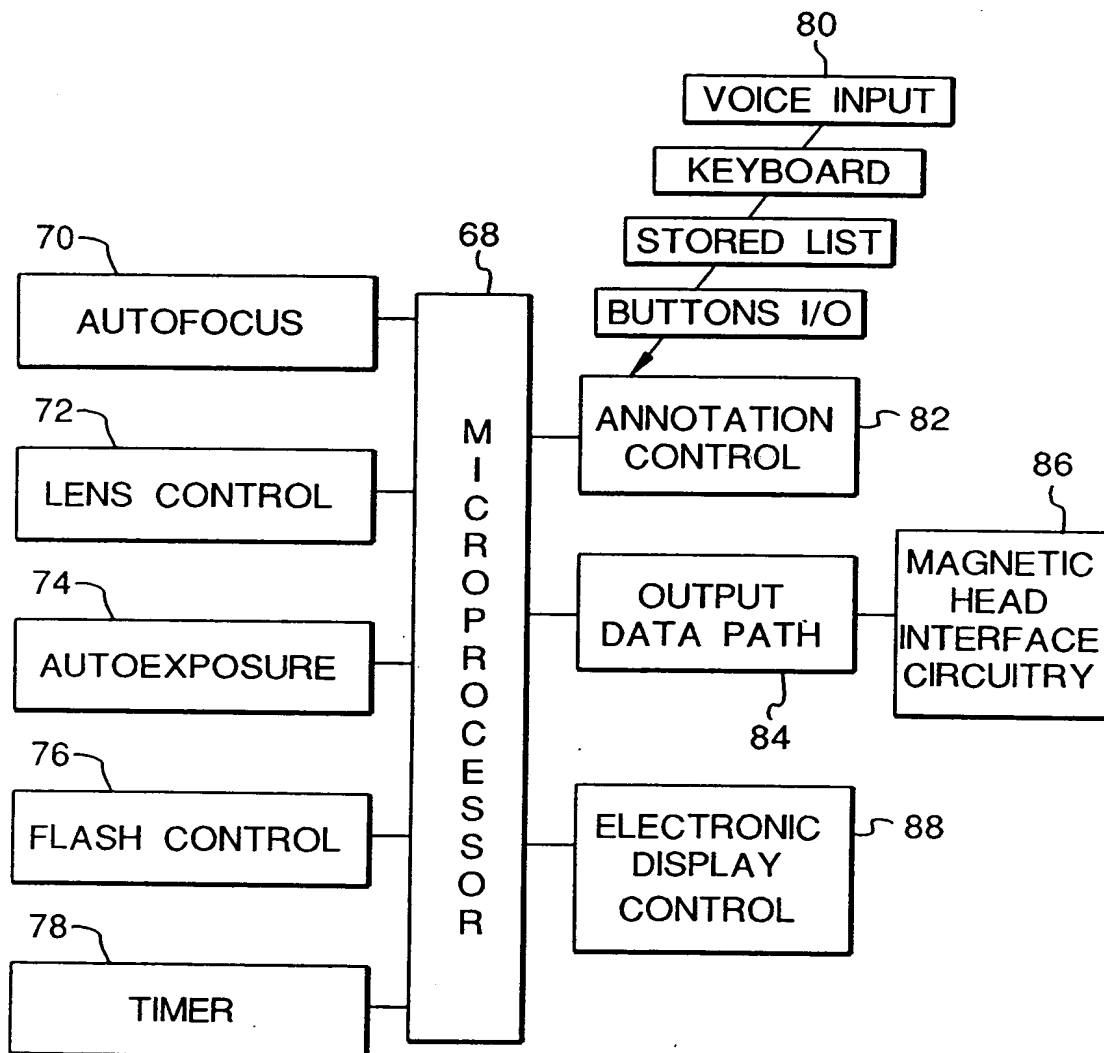 80
VOICE INPUT
KEYBOARD
STORED LIST
BUTTONS I/O
70
AUTOFOCUS
72
LENS CONTROL
74
AUTOEXPOSURE
76
FLASH CONTROL
78
TIMER
68
MICROPROCESSOR
ANNOTATION
CONTROL
82
OUTPUT
DATA PATH
84
86
MAGNETIC
HEAD
INTERFACE
CIRCUITRY
ELECTRONIC
DISPLAY
CONTROL
88